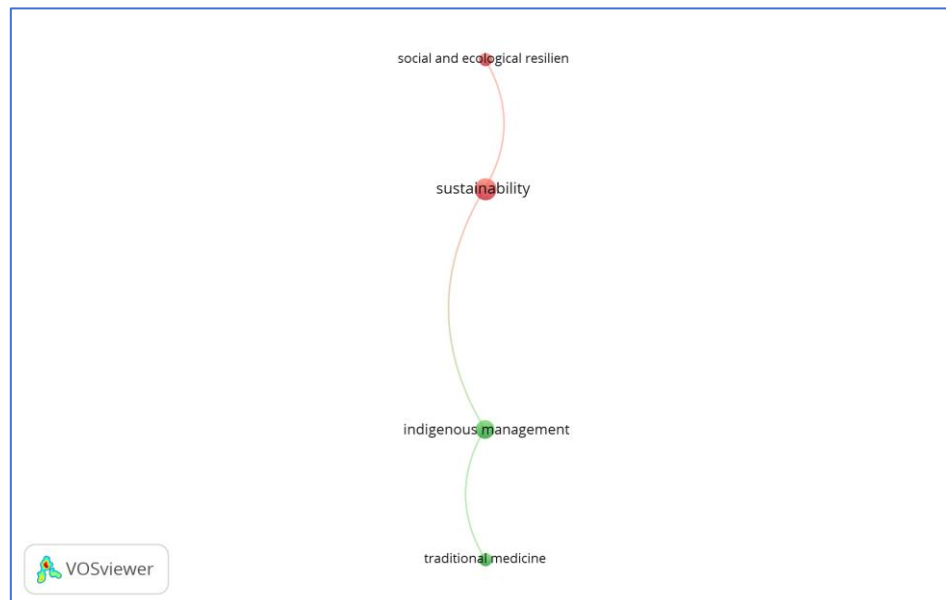 social and ecological resilien
sustainability
indigenous management
traditional medicine
VOSviewer